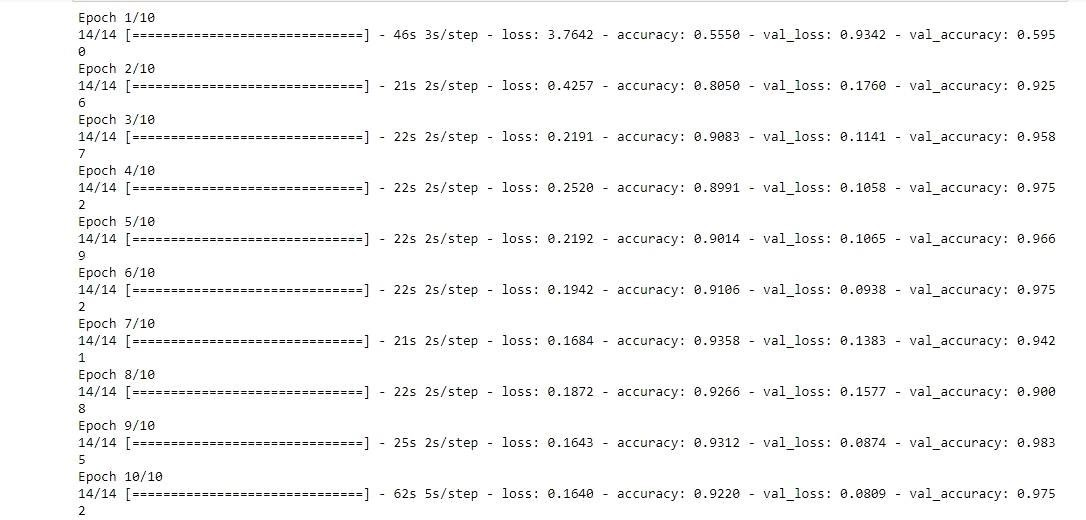 Epoch 1/10
14/14 [==============================] - 46s 3s/step - loss: 3.7642 - accuracy: 0.5550 - val_loss: 0.9342 - val_accuracy: 0.595
0
Epoch 2/10
14/14 [==============================] - 21s 2s/step - loss: 0.4257 - accuracy: 0.8050 - val_loss: 0.1760 - val_accuracy: 0.925
6
Epoch 3/10
14/14 [==============================] - 22s 2s/step - loss: 0.2191 - accuracy: 0.9083 - val_loss: 0.1141 - val_accuracy: 0.958
7
Epoch 4/10
14/14 [==============================] - 22s 2s/step - loss: 0.2520 - accuracy: 0.8991 - val_loss: 0.1058 - val_accuracy: 0.975
2
Epoch 5/10
14/14 [==============================] - 22s 2s/step - loss: 0.2192 - accuracy: 0.9014 - val_loss: 0.1065 - val_accuracy: 0.966
9
Epoch 6/10
14/14 [==============================] - 22s 2s/step - loss: 0.1942 - accuracy: 0.9106 - val_loss: 0.0938 - val_accuracy: 0.975
2
Epoch 7/10
14/14 [==============================] - 21s 2s/step - loss: 0.1684 - accuracy: 0.9358 - val_loss: 0.1383 - val_accuracy: 0.942
1
Epoch 8/10
14/14 [==============================] - 22s 2s/step - loss: 0.1872 - accuracy: 0.9266 - val_loss: 0.1577 - val_accuracy: 0.900
8
Epoch 9/10
14/14 [==============================] - 25s 2s/step - loss: 0.1643 - accuracy: 0.9312 - val_loss: 0.0874 - val_accuracy: 0.983
5
Epoch 10/10
14/14 [==============================] - 62s 5s/step - loss: 0.1640 - accuracy: 0.9220 - val_loss: 0.0809 - val_accuracy: 0.975
2